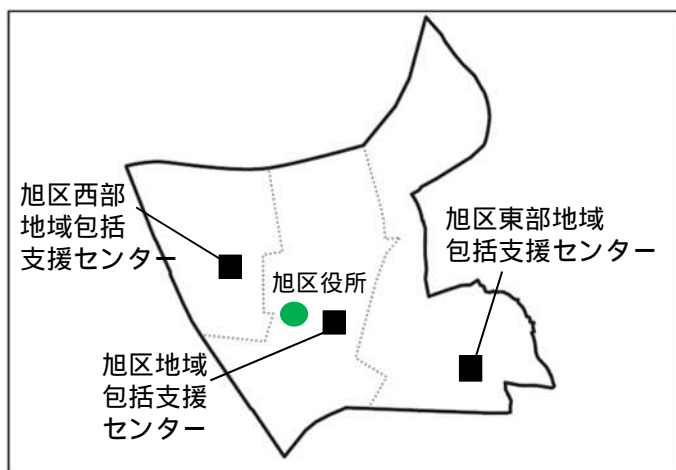 旭区西部
地域包括
支援センター
旭区東部地域
包括支援センター
旭区役所
旭区地域
包括支援
センター